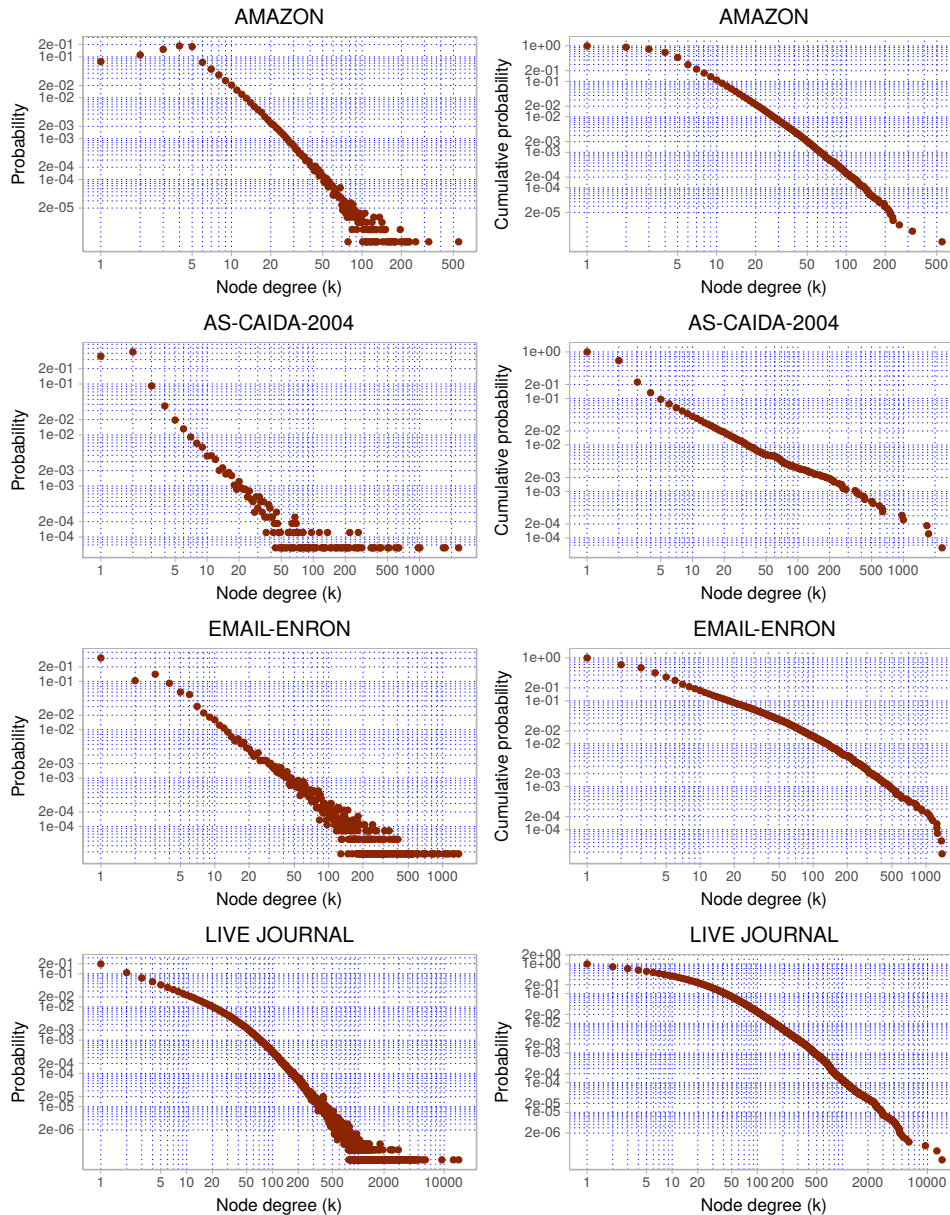 AMAZON
Probability
2e-01
1e-01
2e-02
1e-02
2e-03
1e-03
2e-04
1e-04
2e-05
1 5 10 20 50 100 200 500
Node degree (k)
AMAZON
Cumulative probability
1e+00
2e-01
1e-01
2e-02
1e-02
2e-03
1e-03
2e-04
1e-04
2e-05
1 5 10 20 50 100 200 500
Node degree (k)
AS-CAIDA-2004
Probability
2e-01
1e-01
2e-02
1e-02
2e-03
1e-03
2e-04
1e-04
1 5 10 20 50 100 200 500 1000
Node degree (k)
AS-CAIDA-2004
Cumulative probability
1e+00
2e-01
1e-01
2e-02
1e-02
2e-03
1e-03
2e-04
1e-04
1 5 10 20 50 100 200 500 1000
Node degree (k)
EMAIL-ENRON
Probability
2e-01
1e-01
2e-02
1e-02
2e-03
1e-03
2e-04
1e-04
1 5 10 20 50 100 200 500 1000
Node degree (k)
EMAIL-ENRON
Cumulative probability
1e+00
2e-01
1e-01
2e-02
1e-02
2e-03
1e-03
2e-04
1e-04
1 5 10 20 50 100 200 500 1000
Node degree (k)
LIVE JOURNAL
Probability
2e-01
1e-01
2e-02
1e-02
2e-03
1e-03
2e-04
1e-04
2e-05
1e-05
2e-06
1 5 10 20 50 100 200 500 2000 10000
Node degree (k)
LIVE JOURNAL
Probability
2e+00
1e+00
2e-01
1e-01
2e-02
1e-02
2e-03
1e-03
2e-04
1e-04
2e-05
1e-05
2e-06
1 5 10 20 50 100 200 500 2000 10000
Node degree (k)